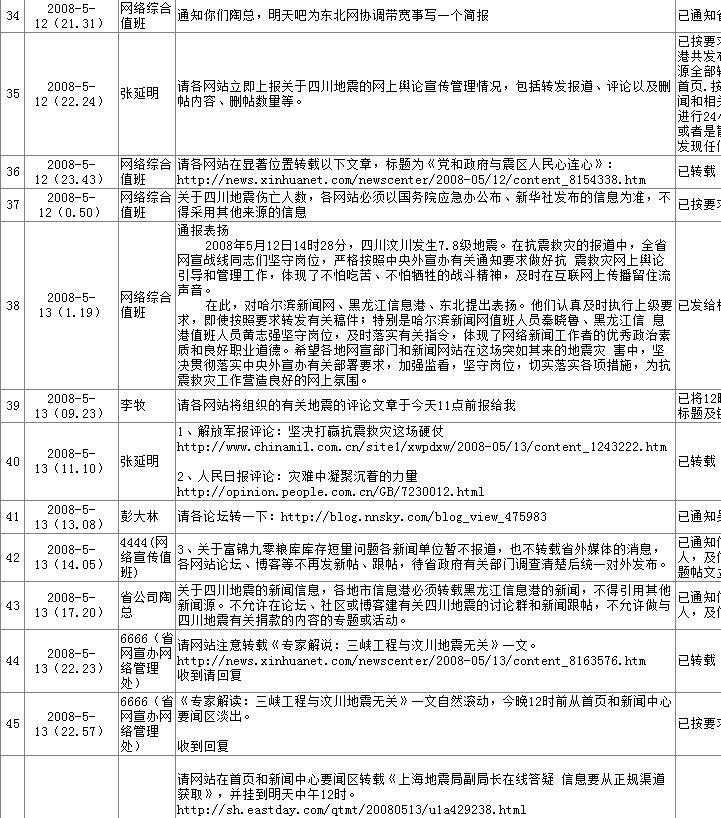 34
2008-5-
12（21.31）
网络综合
值班
通知你们陶总，明天吧为东北网协调带宽事写一个简报
已通知省
35
2008-5-
12（22.24）
张延明
请各网站立即上报关于四川地震的网上舆论宣传管理情况，包括转发报道、评论以及删
帖内容、删帖数量等。
已按要求
港共发布
源全部转
首页.按
闻和相关
进行24小
或者是散
发现任何
36
2008-5-
12（23.43）
网络综合
值班
请各网站在显著位置转载以下文章，标题为《党和政府与震区人民心连心》：
http://news.xinhuanet.com/newscenter/2008-05/12/content_8154338.htm
已转载
37
2008-5-
12（0.50）
网络综合
值班
关于四川地震伤亡人数，各网站必须以国务院应急办公布、新华社发布的信息为准，不
得采用其他来源的信息
已按要求
38
2008-5-
13（1.19）
网络综合
值班
通报表扬
2008年5月12日14时28分，四川汶川发生7.8级地震。在抗震救灾的报道中，全省
网宣战线同志们坚守岗位，严格按照中央外宣办有关通知要求做好抗 震救灾网上舆论
引导和管理工作，体现了不怕吃苦、不怕牺牲的战斗精神，及时在互联网上传播留住流
声音。
在此，对哈尔滨新闻网、黑龙江信息港、东北提出表扬。他们认真及时执行上级要
求，即使按照要求转发有关稿件；特别是哈尔滨新闻网值班人员秦晓鲁、黑龙江信 息
港值班人员黄志强坚守岗位，及时落实有关指令，体现了网络新闻工作者的优秀政治素
质和良好职业道德。希望各地网宣部门和新闻网站在这场突如其来的地震灾 害中，坚
决贯彻落实中央外宣办有关部署要求，加强监看，坚守岗位，切实落实各项措施，为抗
震救灾工作营造良好的网上氛围。
已发给相
39
2008-5-
13（09.23）
李牧
请各网站将组织的有关地震的评论文章于今天11点前报给我
已将12时
标题及链
40
2008-5-
13（11.10）
张延明
1、解放军报评论：坚决打赢抗震救灾这场硬仗
http://www.chinamil.com.cn/site1/xwpdxw/2008-05/13/content_1243222.htm
2、人民日报评论：灾难中凝聚沉着的力量
http://opinion.people.com.cn/GB/7230012.html
已转载
41
2008-5-
13（13.08）
彭大林
请各论坛转一下：http://blog.nnsky.com/blog_view_475983
已通知吴
42
2008-5-
13（14.05）
4444(网
络宣传值
班）
3、关于富锦九零粮库库存短量问题各新闻单位暂不报道，也不转载省外媒体的消息，
各网站论坛、博客等不再发新帖、跟帖，待省政府有关部门调查清楚后统一对外发布。
已通知信
人，及信
题帖文立
43
2008-5-
13（17.20）
省公司陶
总
关于四川地震的新闻信息，各地市信息港必须转载黑龙江信息港的新闻，不得引用其他
新闻源。不允许在论坛、社区或博客建有关四川地震的讨论群和新闻跟帖，不允许做与
四川地震有关捐款的内容的专题或活动。
已通知信
人，及信
44
2008-5-
13（22.23）
6666（省
网宣办网
络管理
处）
请网站注意转载《专家解说：三峡工程与汶川地震无关》一文。
http://news.xinhuanet.com/newscenter/2008-05/13/content_8163576.htm
收到请回复
已转载
45
2008-5-
13（22.57）
6666（省
网宣办网
络管理
处）
《专家解读：三峡工程与汶川地震无关》一文自然滚动，今晚12时前从首页和新闻中心
要闻区淡出。
收到回复
已按要求
请网站在首页和新闻中心要闻区转载《上海地震局副局长在线答疑 信息要从正规渠道
获取》，并挂到明天中午12时。
http://sh.eastday.com/qtmt/20080513/u1a429238.html